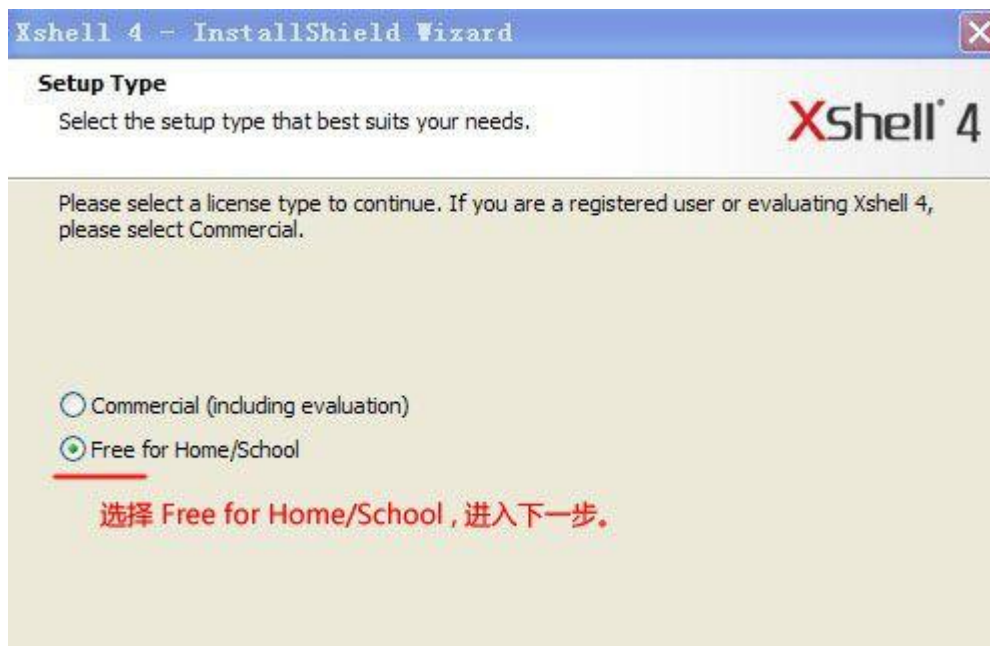 Xshell 4 - InstallShield Wizard
Setup Type
Select the setup type that best suits your needs.
XShell® 4
Please select a license type to continue. If you are a registered user or evaluating Xshell 4,
please select Commercial.
Commercial (including evaluation)
Free for Home/School
选择 Free for Home/School , 进入下一步。